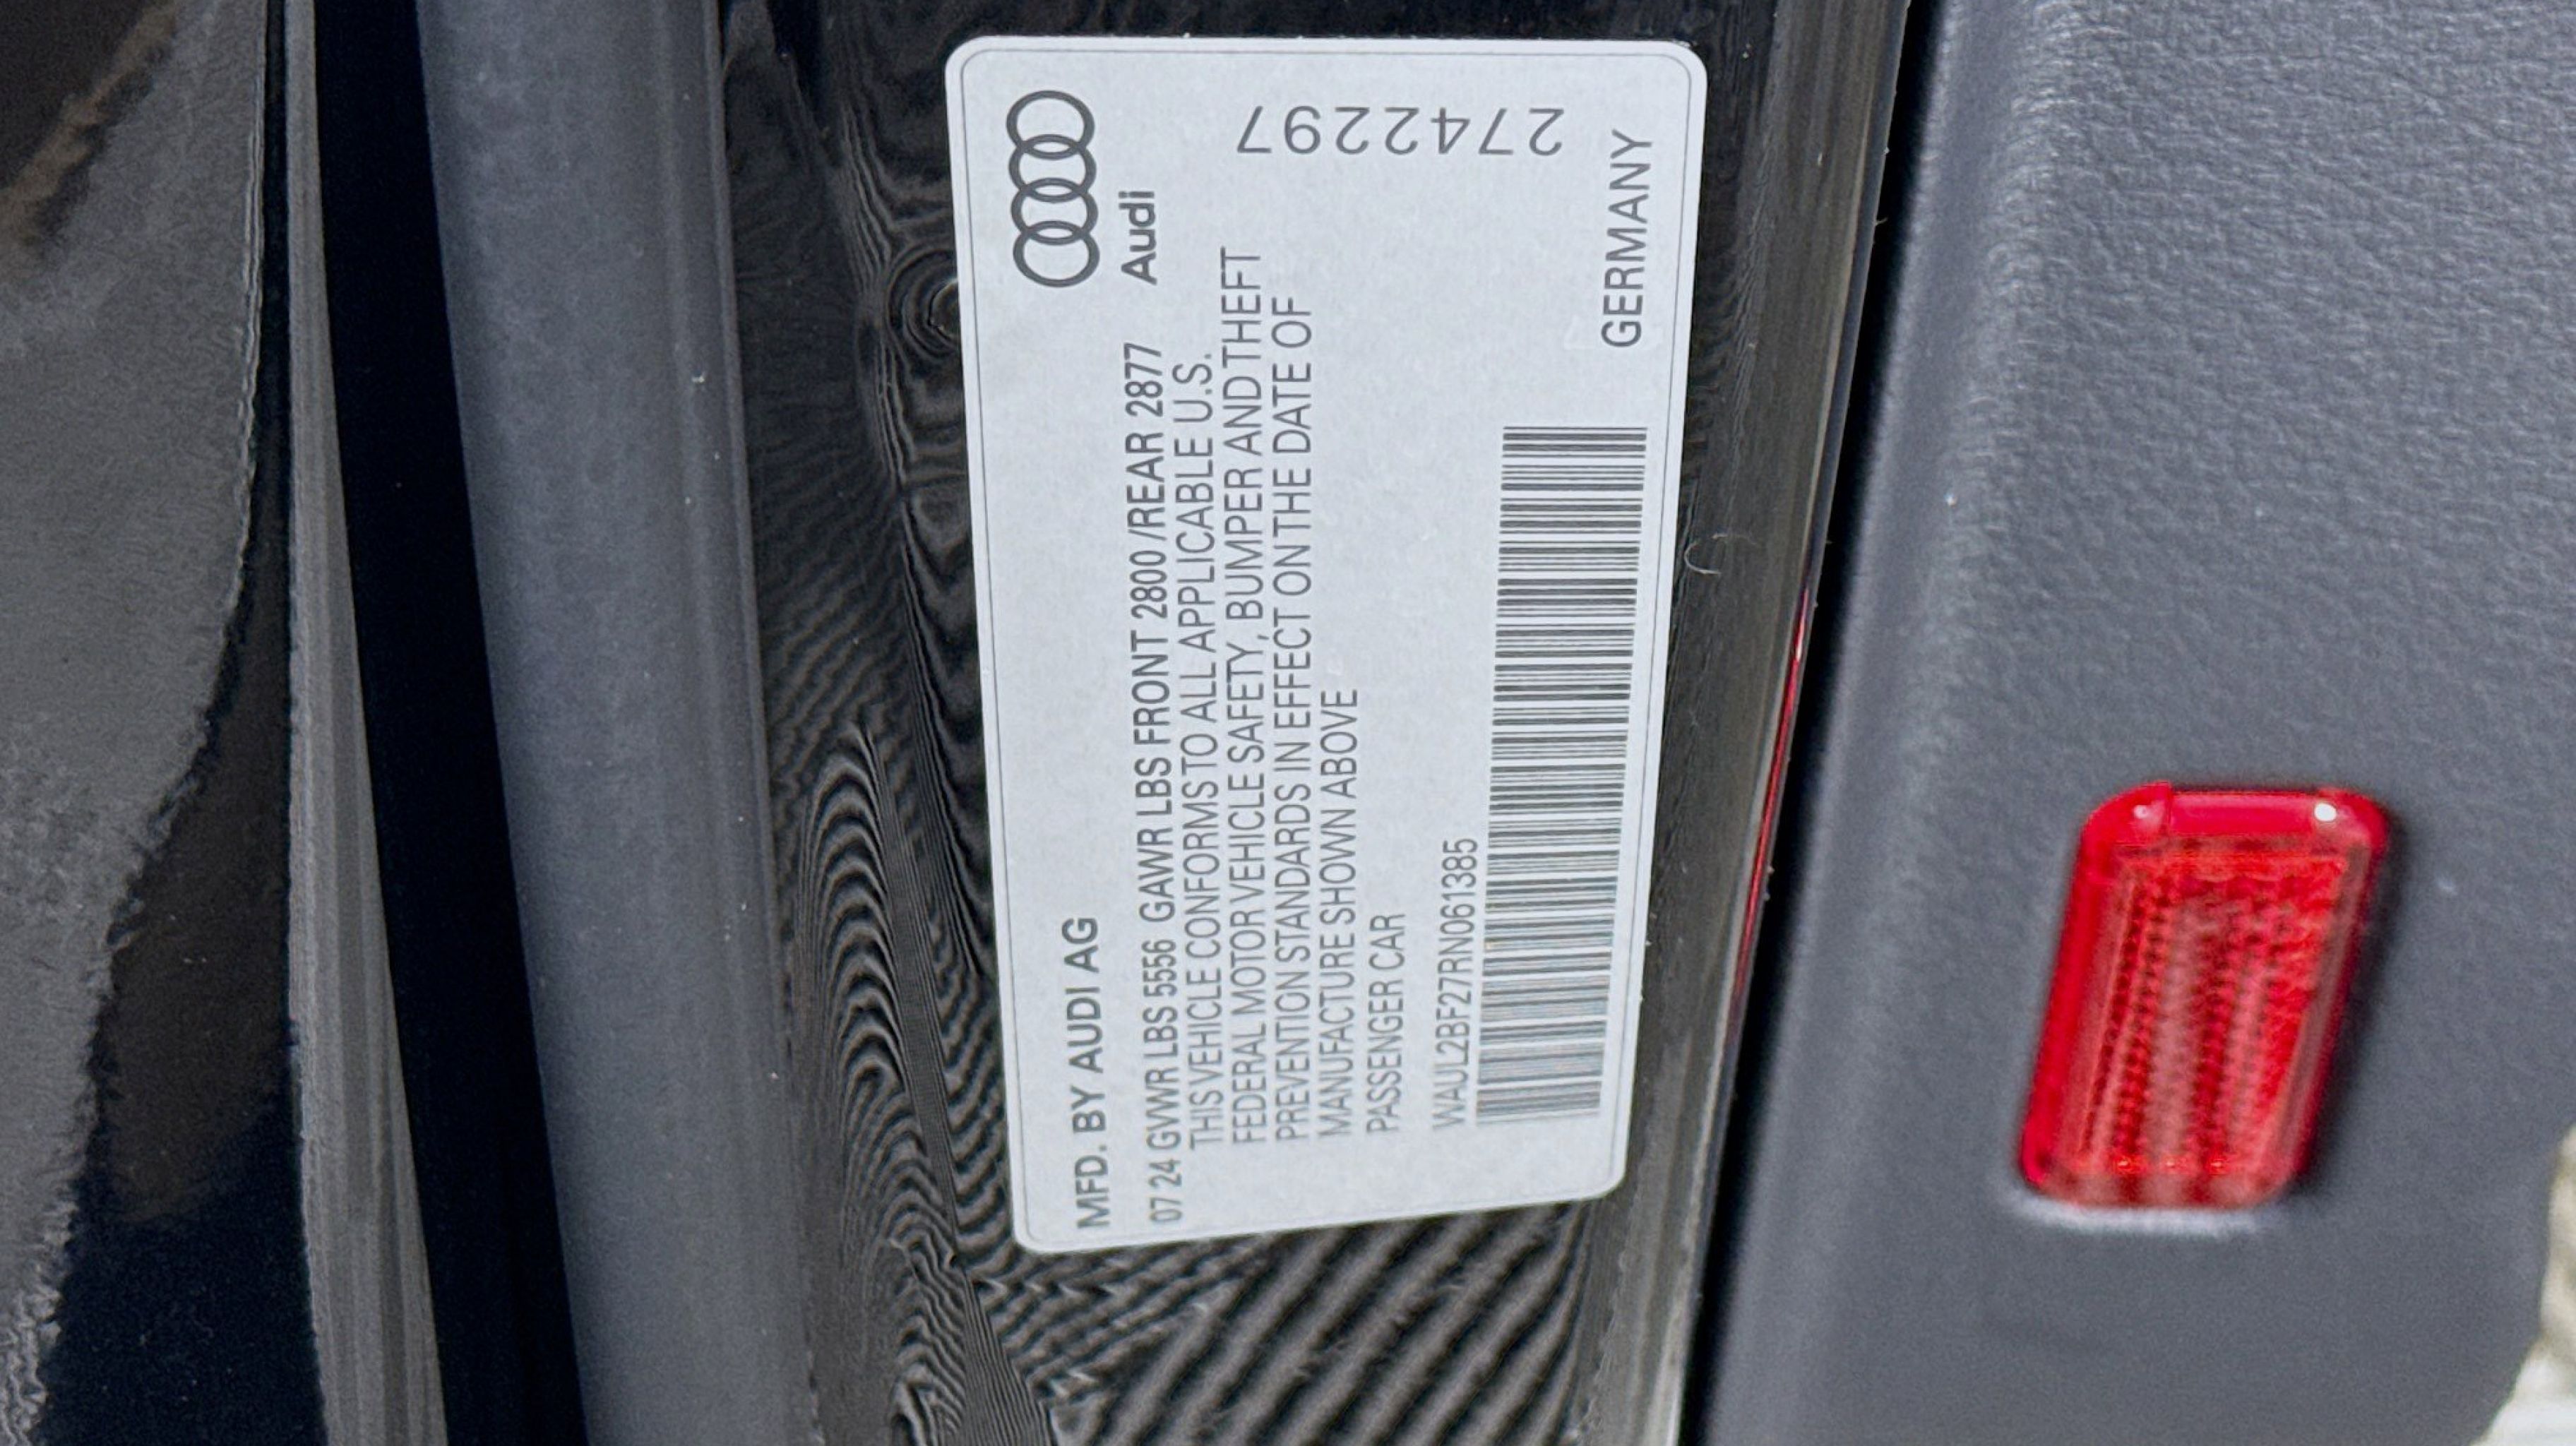 MFD. BY AUDI AG
Audi
07 24 GVWR LBS 5556 GAWR LBS FRONT 2800 /REAR 2877
THIS VEHICLE CONFORMS TO ALL APPLICABLE U.S.
FEDERAL MOTOR VEHICLE SAFETY, BUMPER AND THEFT
PREVENTION STANDARDS IN EFFECT ON THE DATE OF
MANUFACTURE SHOWN ABOVE
PASSENGER CAR
2742297
WAUL2BF27RN061385
GERMANY